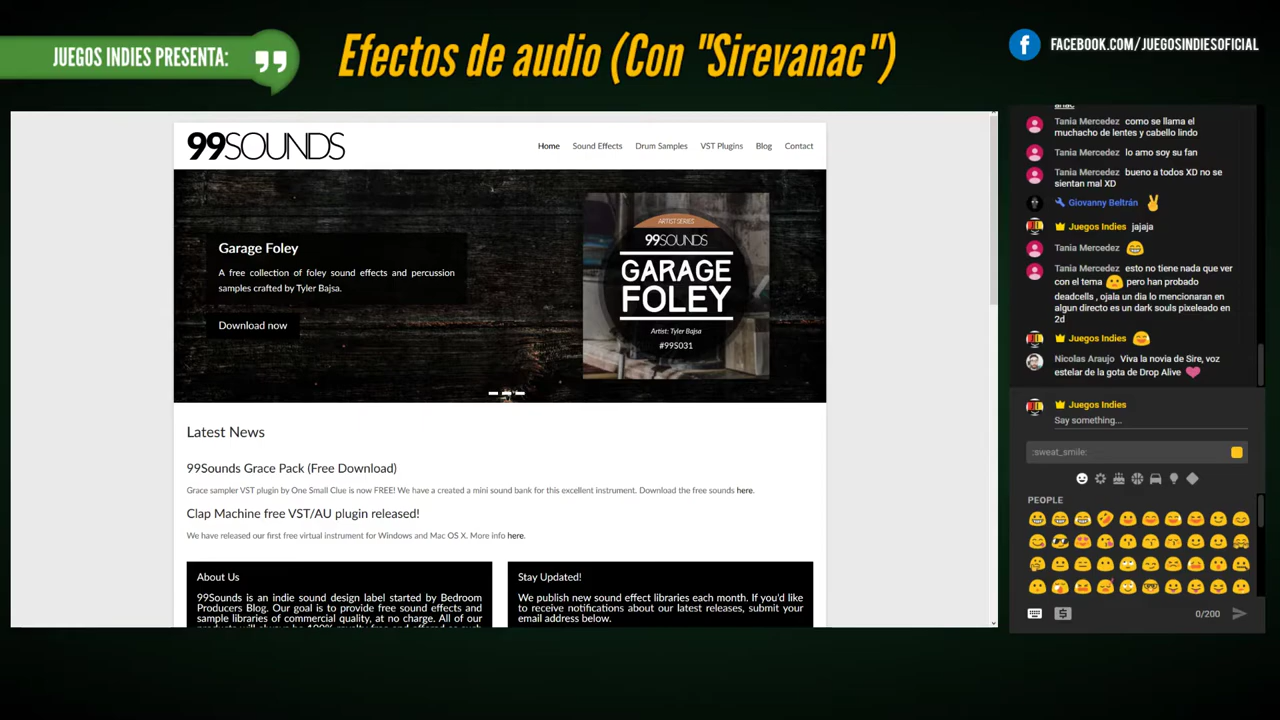 JUEGOS INDIES PRESENTA:
Efectos de audio (Con "Sirevanac")
FACEBOOK.COM/JUEGOSINDIESOFICIAL
99SOUNDS
Home Sound Effects Drum Samples VST Plugins Blog Contact
Garage Foley
A free collection of foley sound effects and percussion
samples crafted by Tyler Bajsa.
Download now
ARTIST SERIES
99SOUNDS
GARAGE
FOLEY
Artist: Tyler Bajsa
#99S031
Latest News
99Sounds Grace Pack (Free Download)
Grace sampler VST plugin by One Small Clue is now FREE! We have a created a mini sound bank for this excellent instrument. Download the free sounds here.
Clap Machine free VST/AU plugin released!
We have released our first free virtual instrument for Windows and Mac OS X. More info here.
About Us
99Sounds is an indie sound design label started by Bedroom
Producers Blog. Our goal is to provide free sound effects and
sample libraries of commercial quality, at no charge. All of our
Stay Updated!
We publish new sound effect libraries each month. If you'd like
to receive notifications about our latest releases, submit your
email address below.
anac
Tania Mercedez como se llama el
muchacho de lentes y cabello lindo
Tania Mercedez lo amo soy su fan
Tania Mercedez bueno a todos XD no se
sientan mal XD
Giovanny Beltrán
Juegos Indies jajaja
Tania Mercedez
Tania Mercedez esto no tiene nada que ver
con el tema pero han probado
deadcells , ojala un dia lo mencionaran en
algun directo es un dark souls pixeleado en
2d
Juegos Indies
Nicolas Araujo Viva la novia de Sire, voz
estelar de la gota de Drop Alive
Juegos Indies
Say something...
:sweat_smile:
PEOPLE
0/200